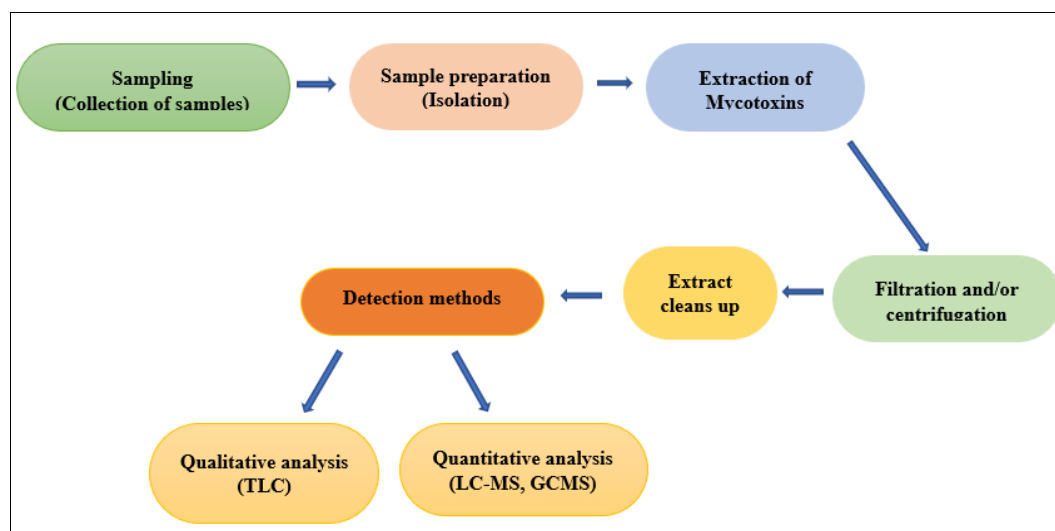 Sampling
(Collection of samples)
Sample preparation
(Isolation)
Extraction of
Mycotoxins
Filtration and/or
centrifugation
Extract
cleans up
Detection methods
Qualitative analysis
(TLC)
Quantitative analysis
(LC-MS, GCMS)